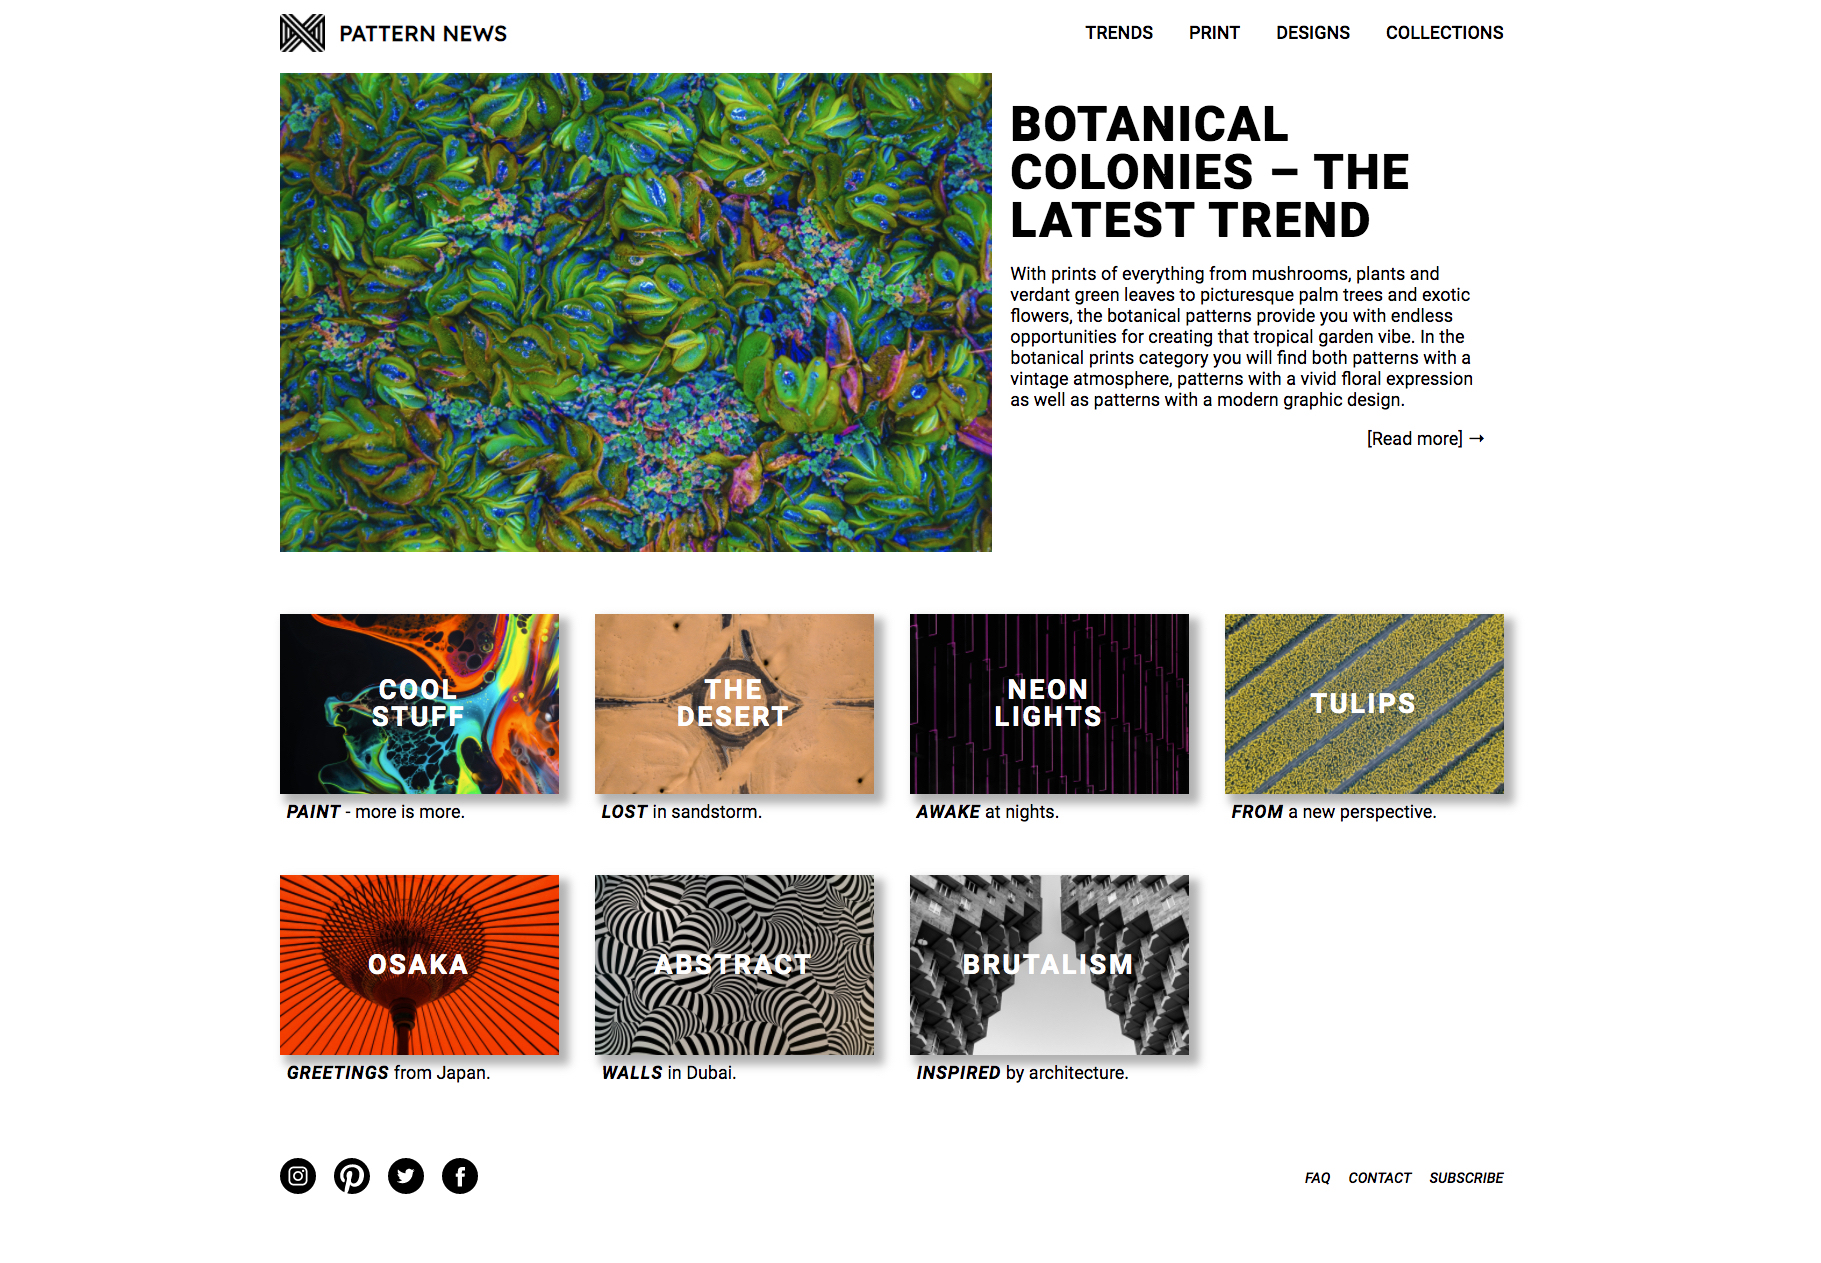 PATTERN NEWS
TRENDS PRINT DESIGNS COLLECTIONS
BOTANICAL
COLONIES – THE
LATEST TREND
With prints of everything from mushrooms, plants and
verdant green leaves to picturesque palm trees and exotic
flowers, the botanical patterns provide you with endless
opportunities for creating that tropical garden vibe. In the
botanical prints category you will find both patterns with a
vintage atmosphere, patterns with a vivid floral expression
as well as patterns with a modern graphic design.
[Read more] →
COOL
STUFF
PAINT - more is more.
THE
DESERT
LOST in sandstorm.
NEON
LIGHTS
AWAKE at nights.
TULIPS
FROM a new perspective.
OSAKA
GREETINGS from Japan.
ABSTRACT
WALLS in Dubai.
BRUTALISM
INSPIRED by architecture.
FAQ CONTACT SUBSCRIBE